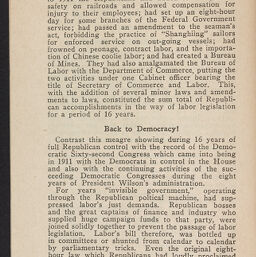 safety on railroads and allowed compensation for
injury to their employes; had set up an eight-hour
day for some branches of the Federal Government
service; had passed an amendment to the seaman's
act, forbidding the practice of "Shanghiing" sailors
for enforced service on out-going vessels; had
frowned on peonage, contract labor, and the importa-
tion of Chinese coolie labor; and had created a Bureau
of Mines. They had also amalgamated the Bureau of
Labor with the Department of Commerce, putting the
two activities under one Cabinet officer bearing the
title of Secretary of Commerce and Labor. This,
with the addition of several minor laws and amend-
ments to laws, constituted the sum total of Republi-
can accomplishments in the way of labor legislation
for a period of 16 years.
Back to Democracy!
Contrast this meagre showing during 16 years of
full Republican control with the record of the Demo-
cratic Sixty-second Congress which came into being
in 1911 with the Democrats in control in the House
and also with the continuing activities of the suc-
ceeding Democratic Congresses during the eight
years of President Wilson's administration.
For years "invisible government," operating
through the Republican political machine, had sup-
pressed labor's just demands. Republican bosses
and the great captains of finance and industry who
supplied huge campaign funds to that party, were
joined solidly together to prevent the passage of labor
legislation. Labor's bill therefore, was bottled up
in committees or shunted from calendar to calendar
by parliamentary tricks. Even the original eight-
hour law which Republicans had loudly proclaimed